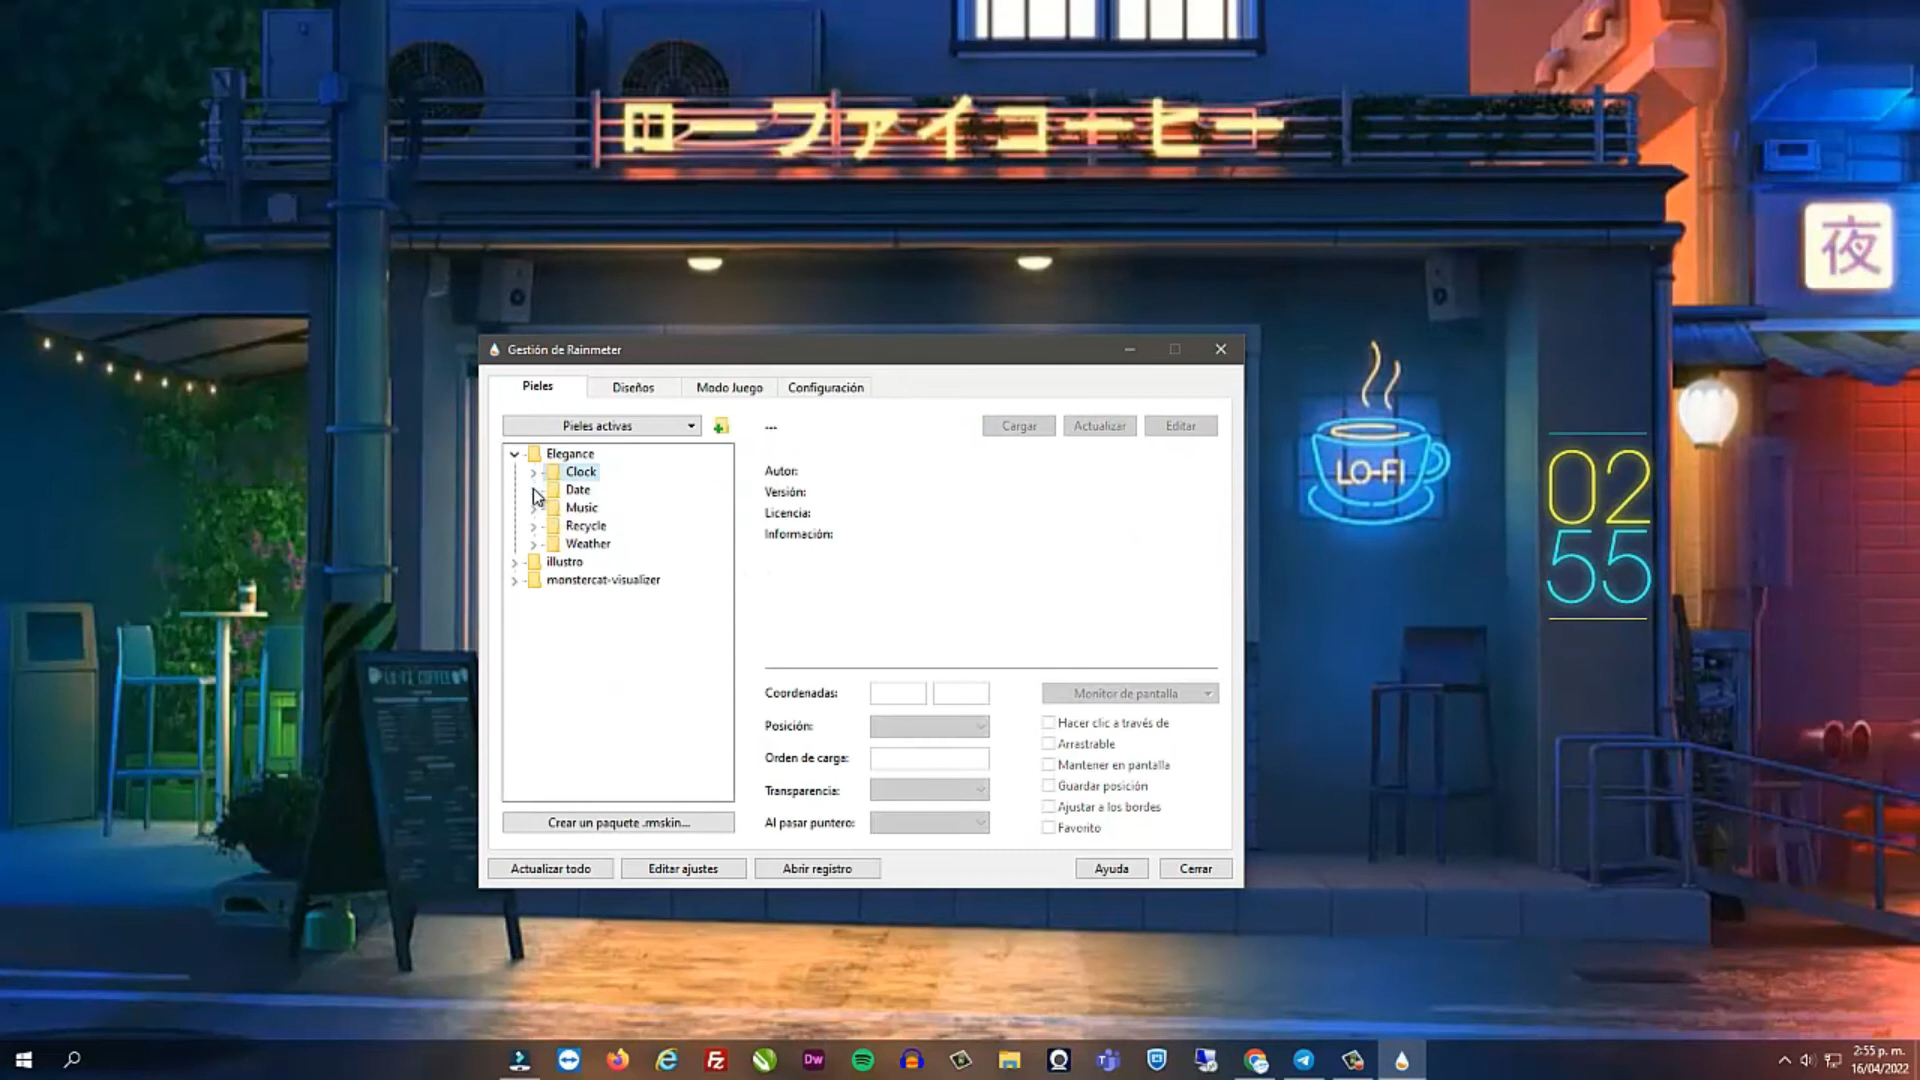 ローファイコーヒー
夜
Gestión de Rainmeter
Pieles
Diseños
Modo Juego
Configuración
Pieles activas
---
Cargar
Actualizar
Editar
Elegance
Clock
Date
Music
Recycle
Weather
illustro
monstercat-visualizer
Autor:
Versión:
Licencia:
Información:
Coordenadas:
Monitor de pantalla
Posición:
Orden de carga:
Transparencia:
Al pasar puntero:
Hacer clic a través de
Arrastrable
Mantener en pantalla
Guardar posición
Ajustar a los bordes
Favorito
Crear un paquete .rmskin...
Actualizar todo
Editar ajustes
Abrir registro
Ayuda
Cerrar
LO-FI
02
55
LO-FI COFFEE
Dw
2:55 p. m.
16/04/2022